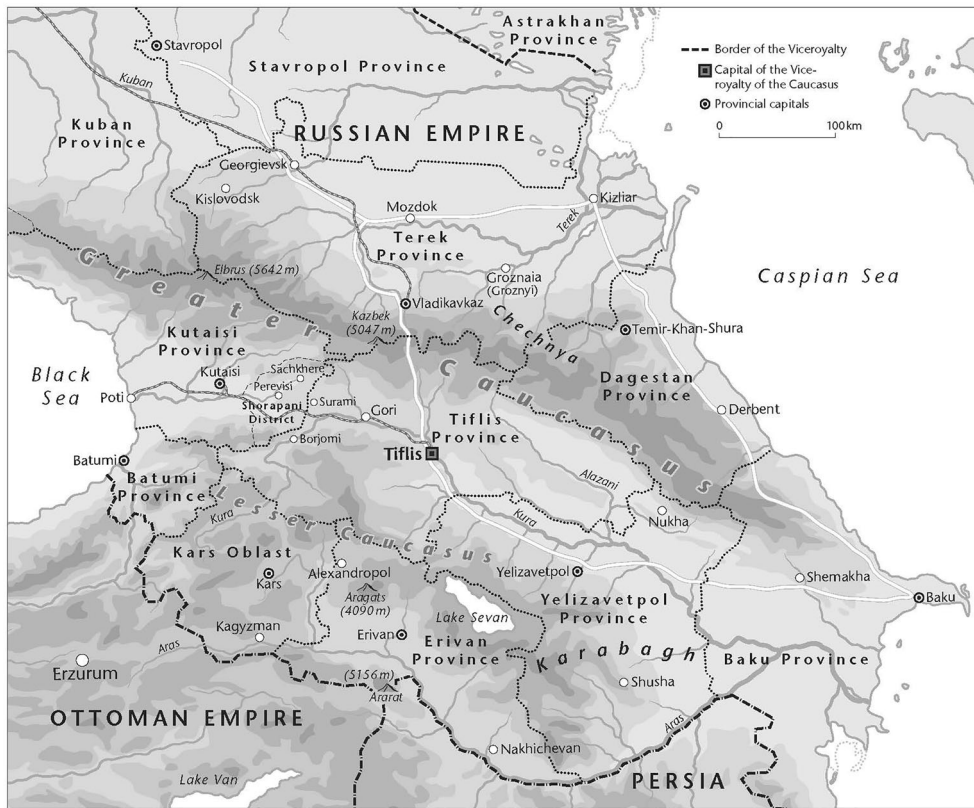 Astrakhan
Province
Border of the Viceroyalty
Capital of the Vice-
royalty of the Caucasus
Provincial capitals
0
100 km
Stavropol
Kuban
Stavropol Province
Kuban
Province
RUSSIAN EMPIRE
Georgievsk
Kislovodsk
Mozdok
Kizliar
Terek
Terek
Province
Elbrus (5642 m)
Groznaia
(Groznyi)
Caspian Sea
Greater
Vladikavkaz
Kazbek
(5047 m)
Chechnya
Temir-Khan-Shura
Kutaisi
Province
Caucasus
Dagestan
Province
Black
Sea
Kutaisi
Sachkhere
Perevisi
Shorapani
District
Surami
Poti
Gori
Derbent
Tiflis
Province
Borjomi
Tiflis
Batumi
Batumi
Province
Alazani
Lesser
Caucasus
Kura
Kura
Nukha
Kars Oblast
Kars
Alexandropol
Aragats
(4090 m)
Yelizavetpol
Shemakha
Baku
Lake Sevan
Yelizavetpol
Province
Kagyzman
Erivan
Erivan
Province
Karabagh
Baku Province
Aras
Erzurum
(5156 m)
Ararat
Shusha
OTTOMAN EMPIRE
Aras
Nakhichevan
Lake Van
PERSIA